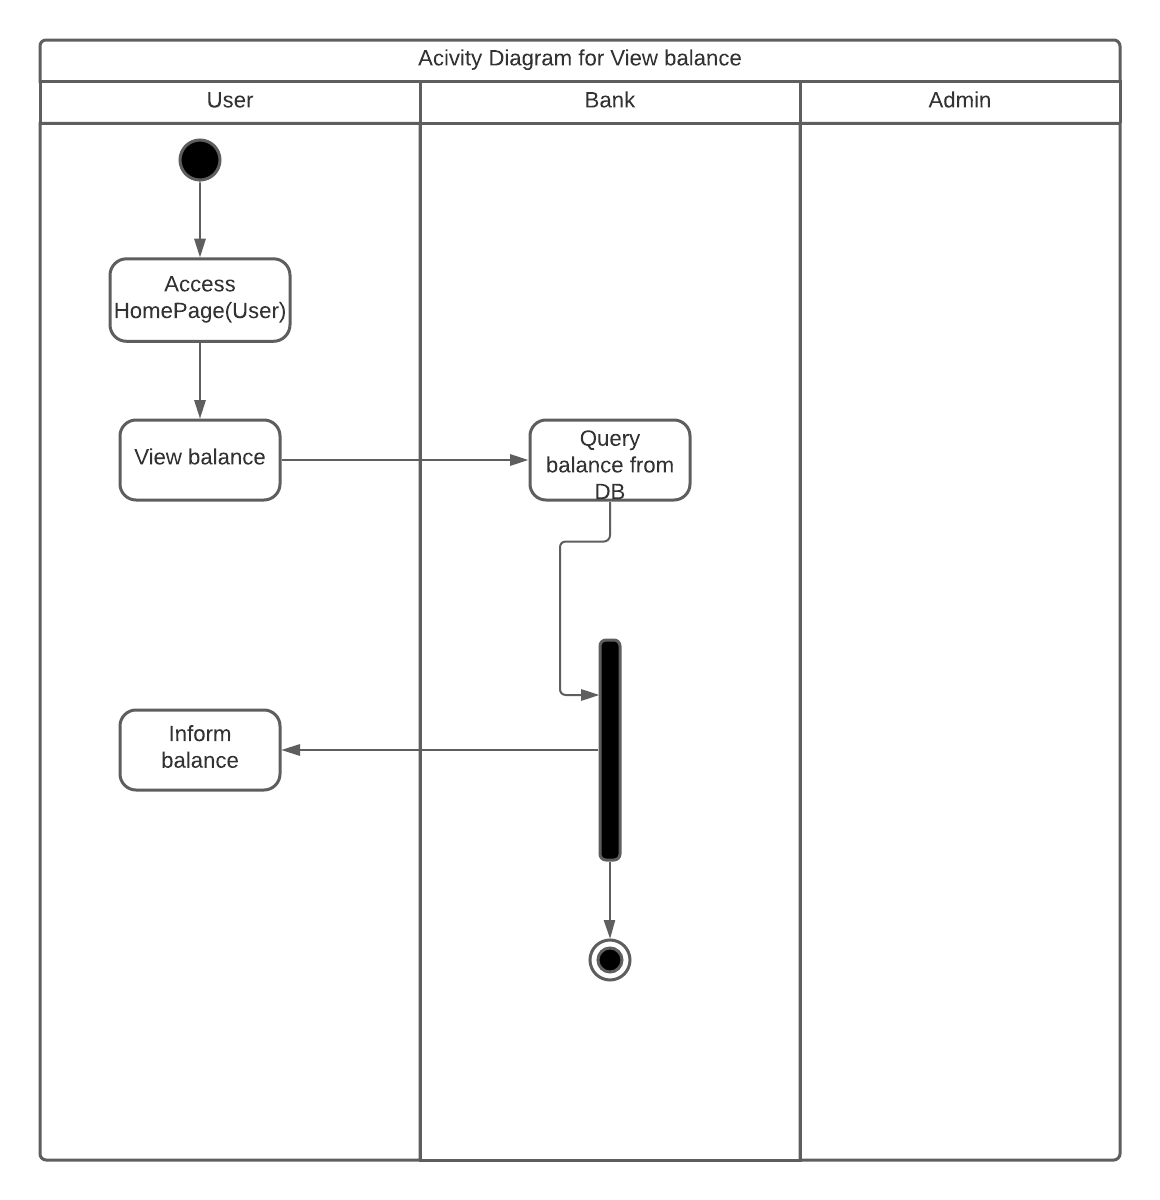 Acivity Diagram for View balance
User
Bank
Admin
Access
HomePage(User)
View balance
Query
balance from
DB
Inform
balance